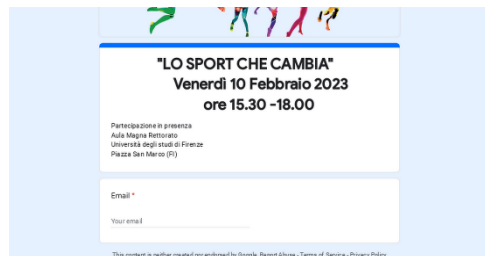 "LO SPORT CHE CAMBIA"
Venerdì 10 Febbraio 2023
ore 15.30 -18.00
Partecipazione in presenza
Aula Magna Rettorato
Università degli studi di Firenze
Piazza San Marco (FI)
Email *
Your email
This content is neither created nor endorsed by Google. Report Abuse - Terms of Service - Privacy Policy